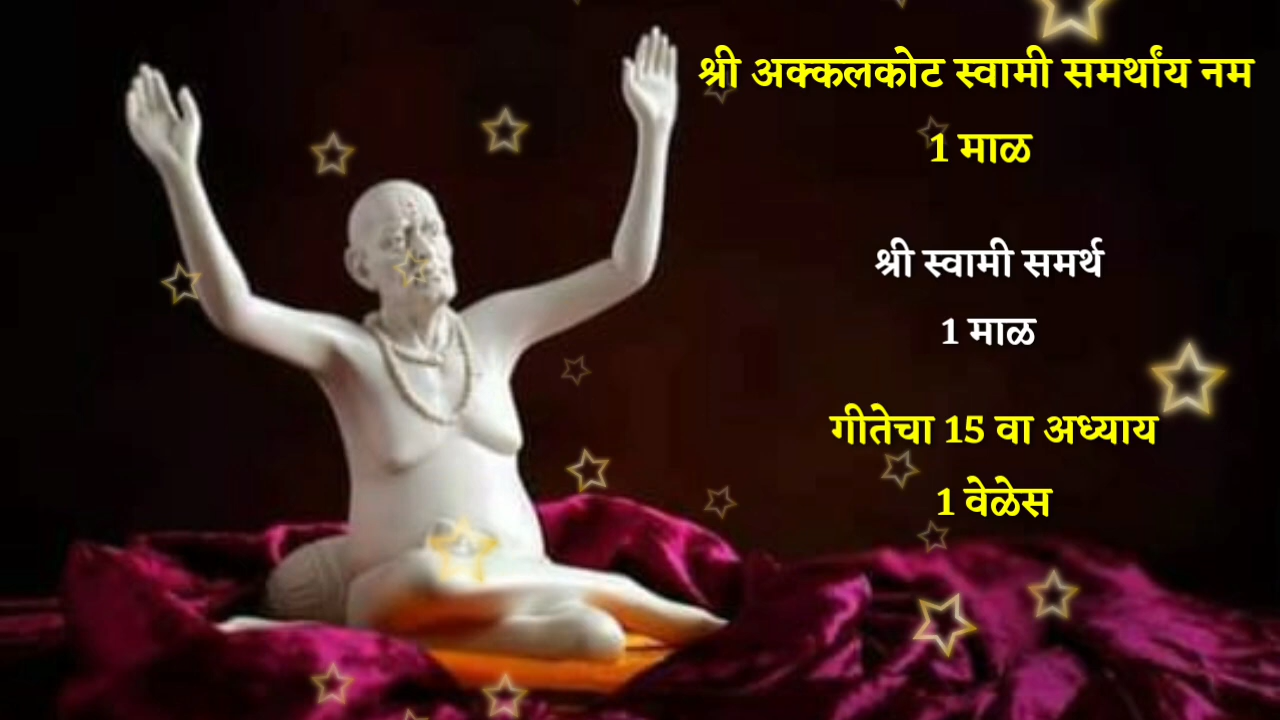 श्री अक्कलकोट स्वामी समर्थांय नम
1 माळ
श्री स्वामी समर्थ
1 माळ
गीतेचा 15 वा अध्याय
1 वेळेस